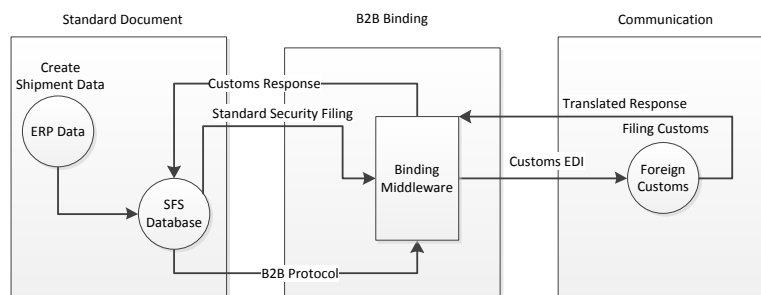 Standard Document
B2B Binding
Communication
Create
Shipment Data
ERP Data
SFS
Database
Customs Response
Standard Security Filing
B2B Protocol
Binding
Middleware
Customs EDI
Translated Response
Filing Customs
Foreign
Customs